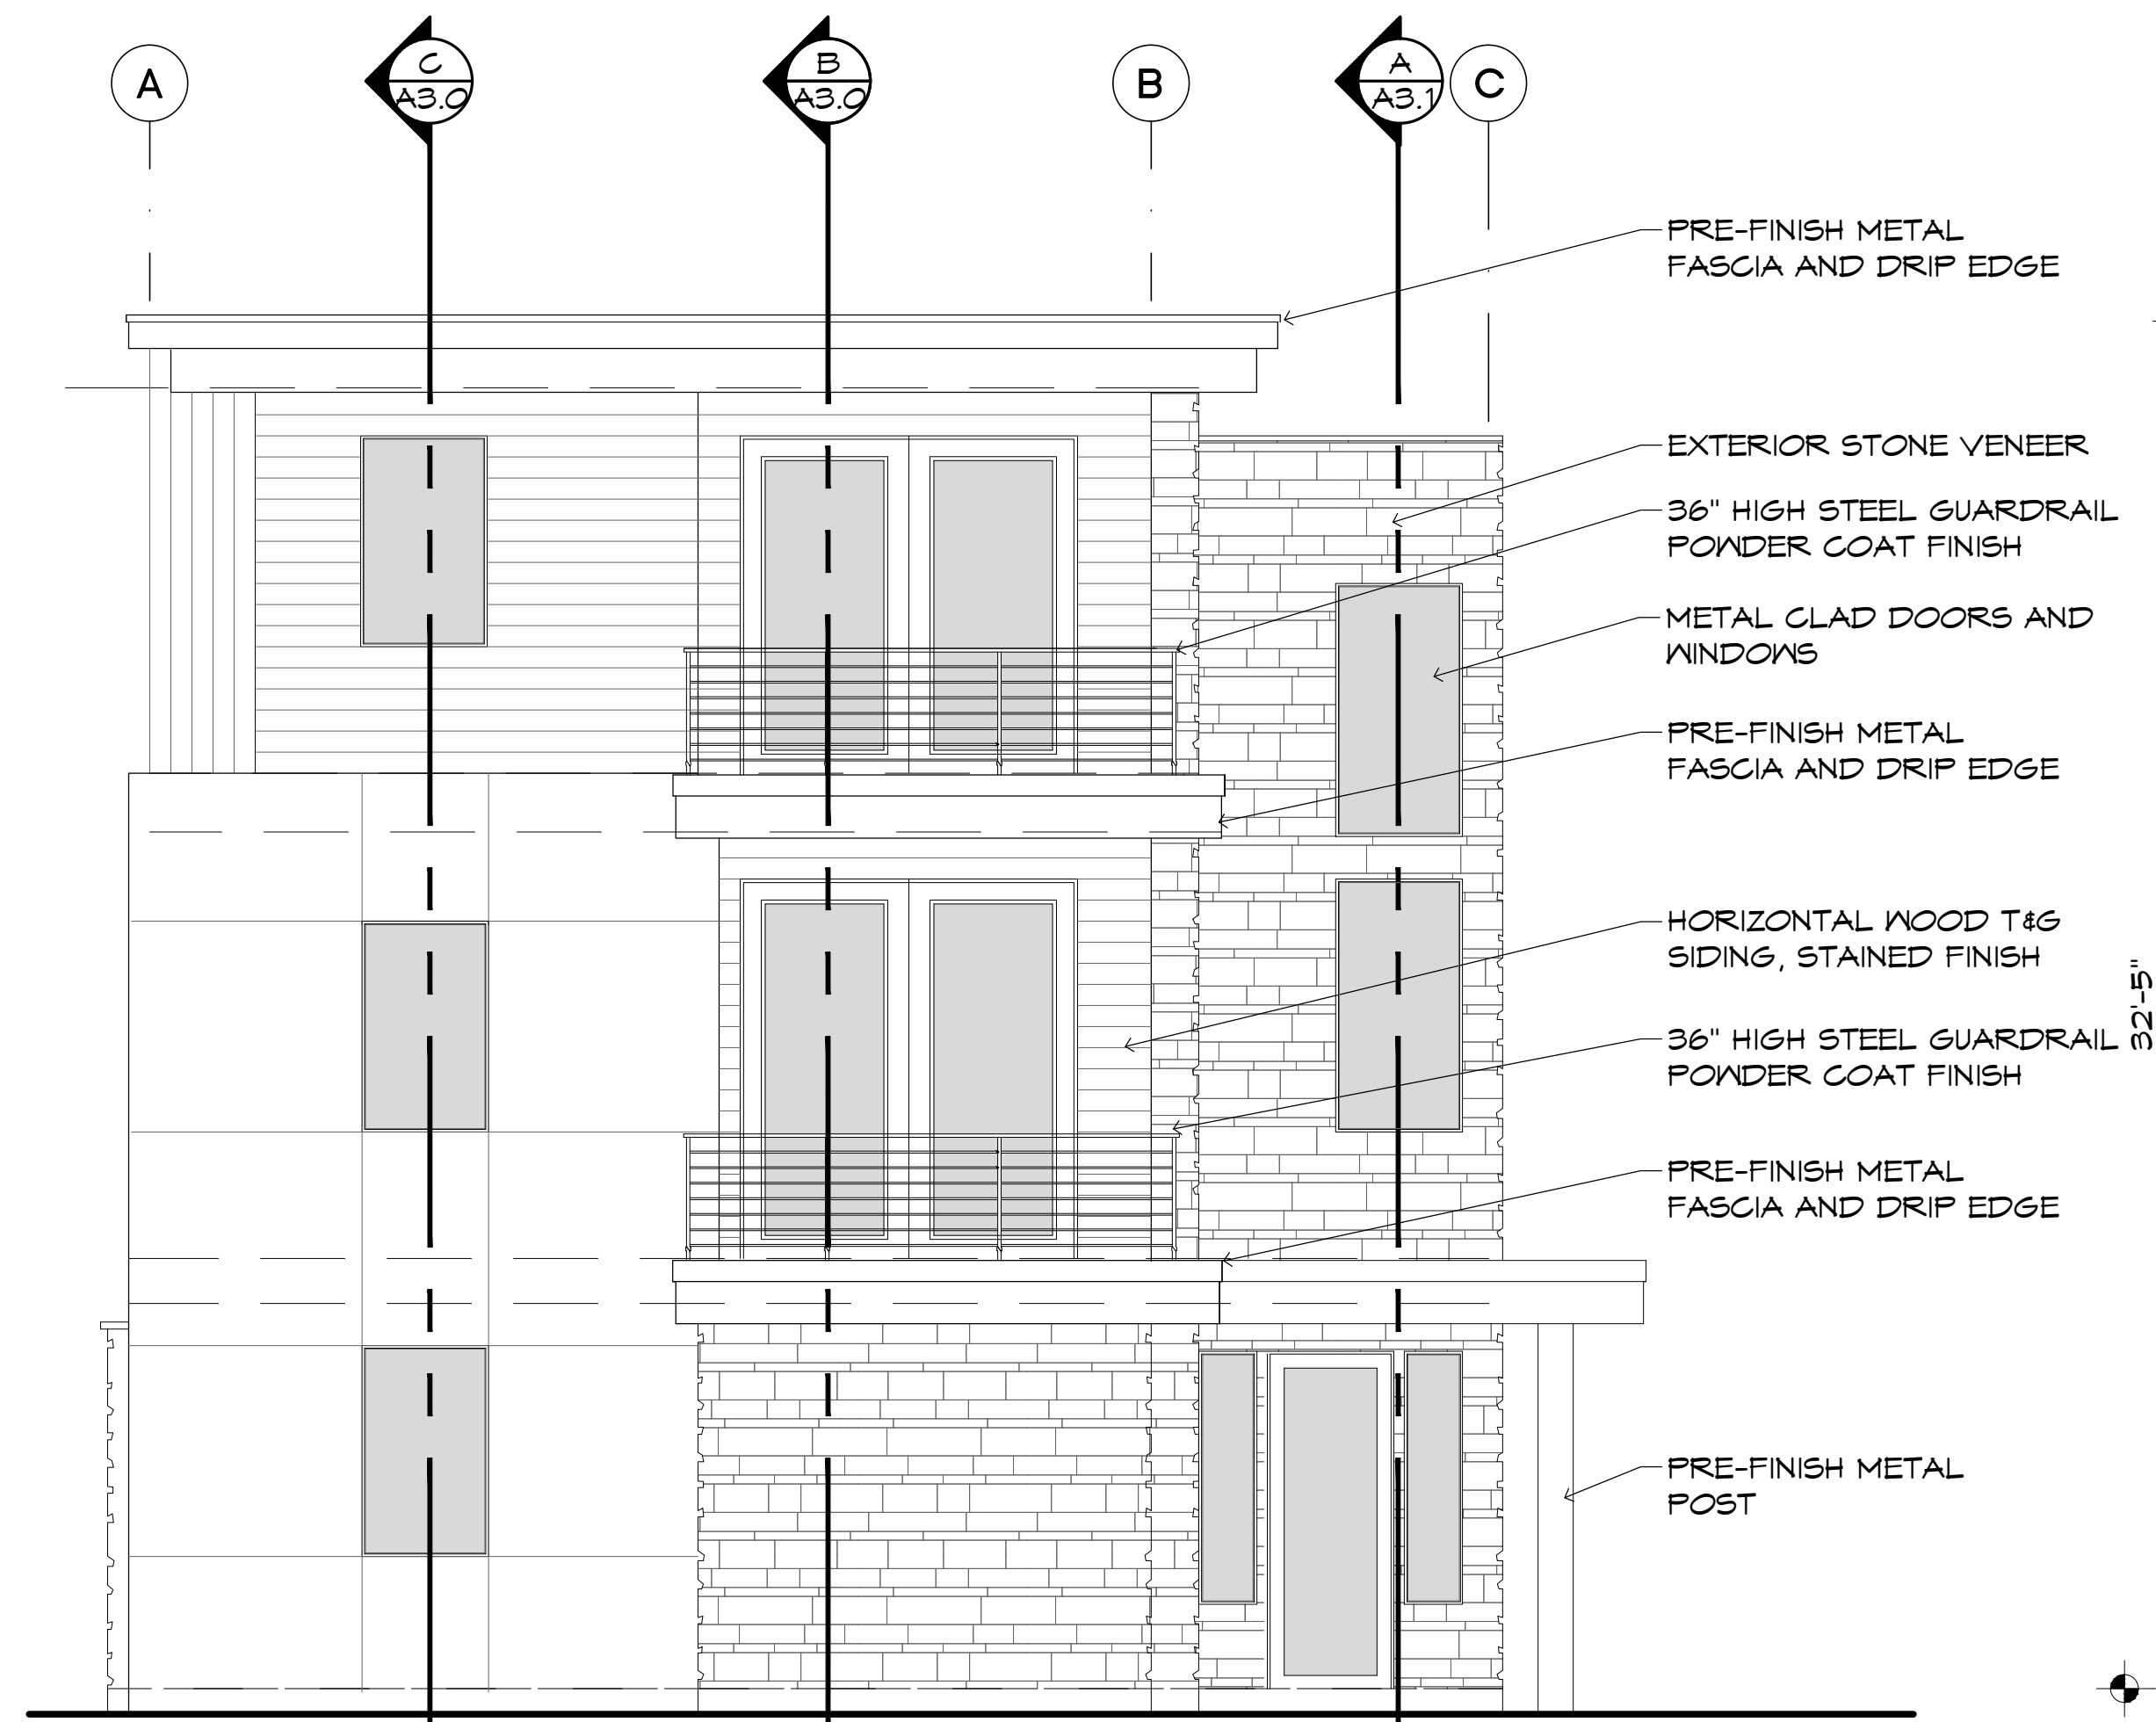 A
C
A3.0
B
A3.0
B
A
A3.1
C
PRE-FINISH METAL
FASCIA AND DRIP EDGE
EXTERIOR STONE VENEER
36" HIGH STEEL GUARDRAIL
POWDER COAT FINISH
METAL CLAD DOORS AND
WINDOWS
PRE-FINISH METAL
FASCIA AND DRIP EDGE
HORIZONTAL WOOD T&G
SIDING, STAINED FINISH
32'-5"
36" HIGH STEEL GUARDRAIL
POWDER COAT FINISH
PRE-FINISH METAL
FASCIA AND DRIP EDGE
PRE-FINISH METAL
POST